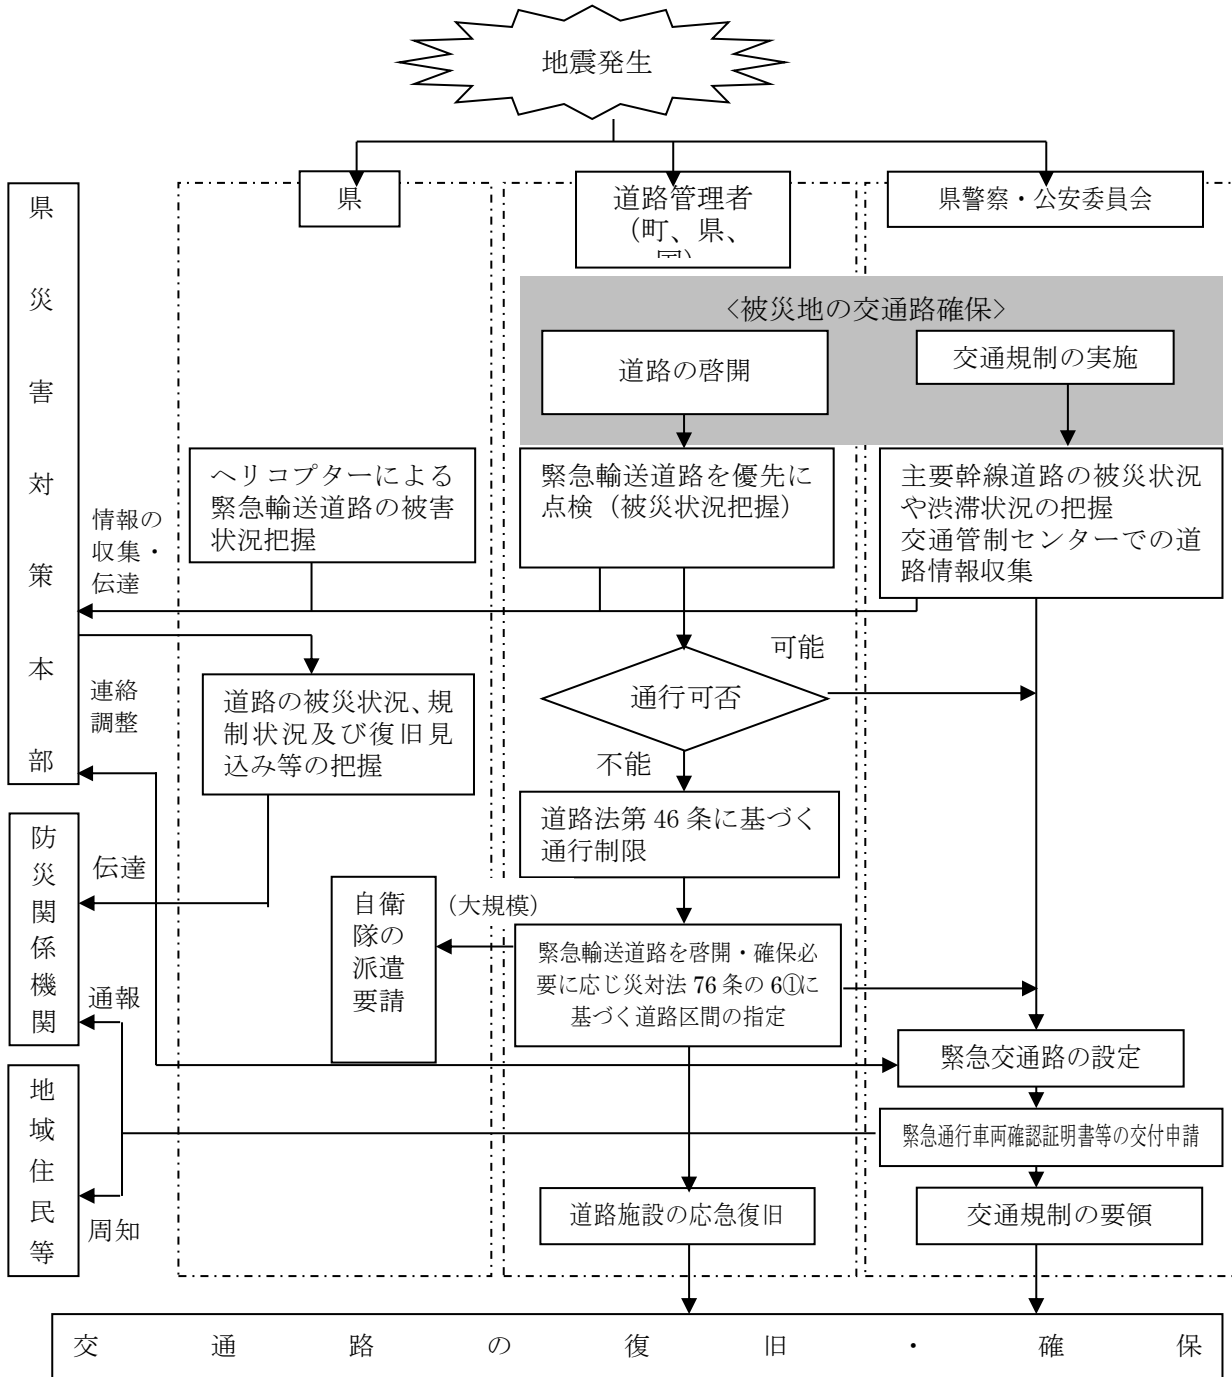 地震発生
県
道路管理者
（町、県、
県警察・公安委員会
県災害対策本部
<被災地の交通路確保>
道路の啓開
交通規制の実施
ヘリコプターによる
緊急輸送道路の被害
状況把握
緊急輸送道路を優先に
点検（被災状況把握）
主要幹線道路の被災状況
や渋滞状況の把握
交通管制センターでの道
路情報収集
情報の
収集・
伝達
可能
通行可否
不能
連絡
調整
道路の被災状況、規
制状況及び復旧見
込み等の把握
道路法第 46 条に基づく
通行制限
防災関係機関
伝達
通報
自衛
隊の
派遣
要請
（大規模）
緊急輸送道路を啓開・確保必
要に応じ災対法 76 条の 6①に
基づく道路区間の指定
緊急交通路の設定
地域住民等
周知
緊急通行車両確認証明書等の交付申請
道路施設の応急復旧
交通規制の要領
交通路の復旧・確保